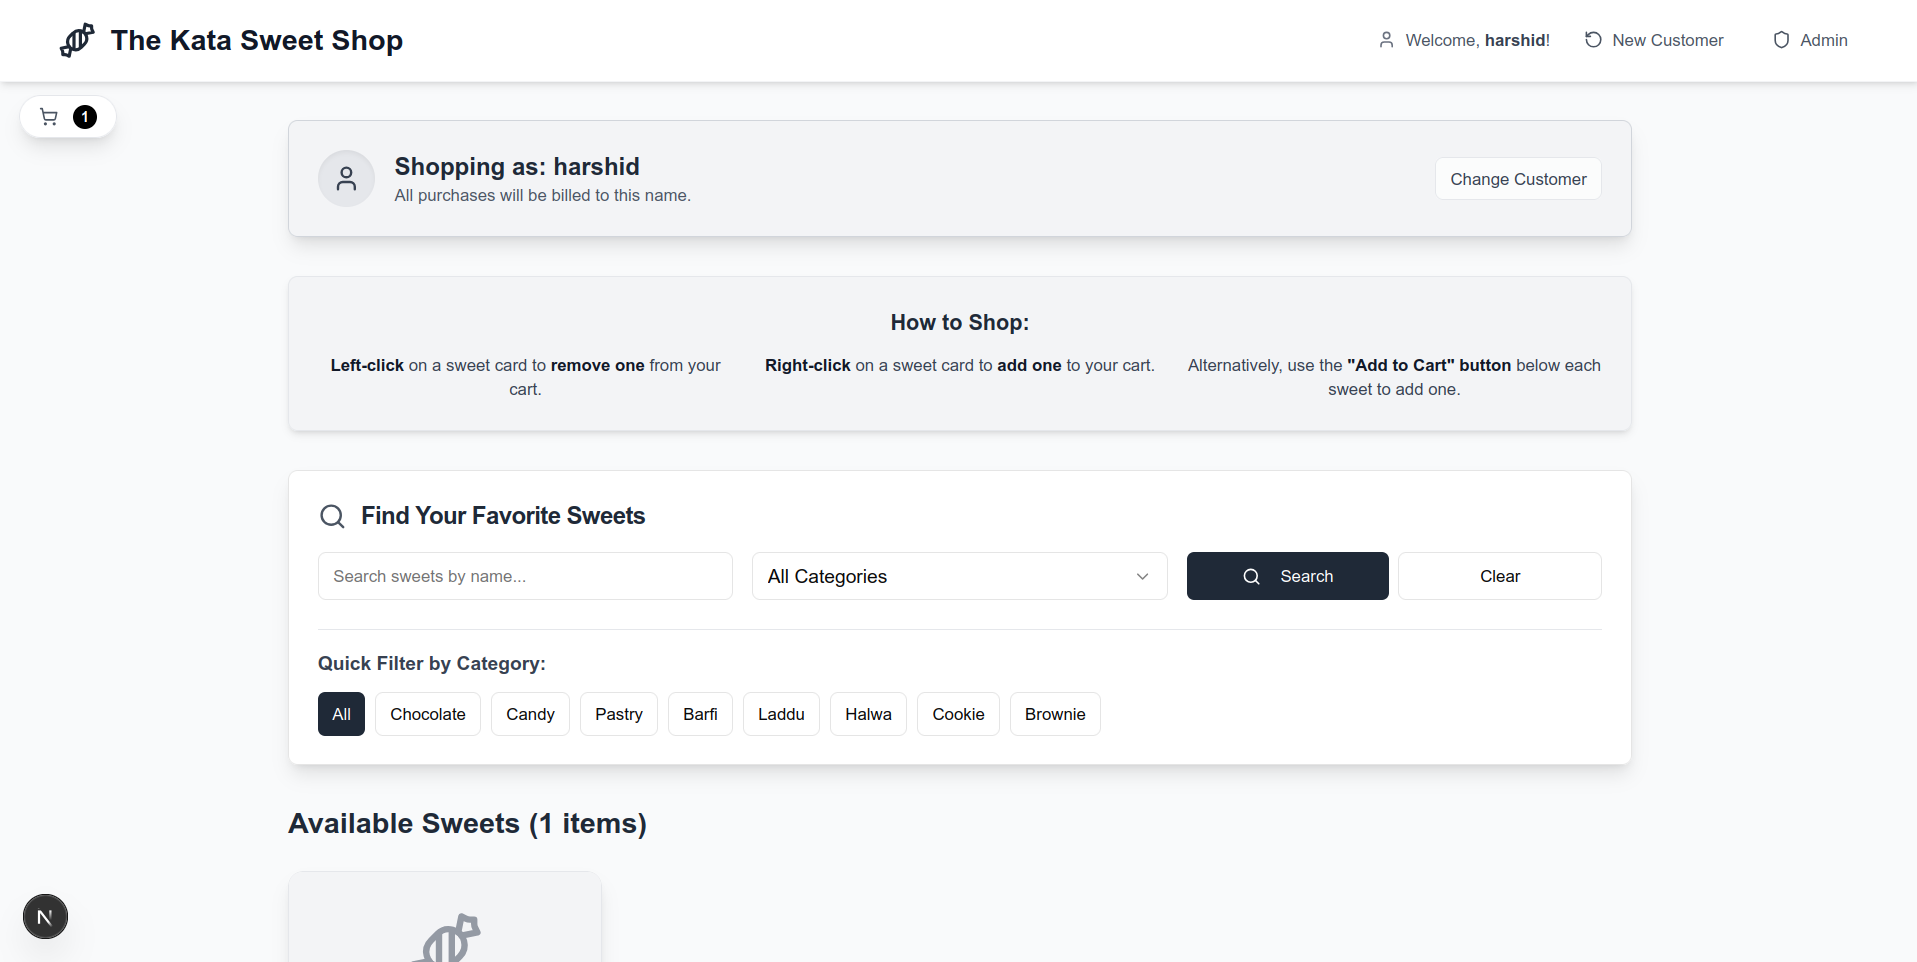 The Kata Sweet Shop
Welcome, harshid!
New Customer
Admin
1
Shopping as: harshid
All purchases will be billed to this name.
Change Customer
How to Shop:
Left-click on a sweet card to remove one from your
cart.
Right-click on a sweet card to add one to your cart.
Alternatively, use the "Add to Cart" button below each
sweet to add one.
Find Your Favorite Sweets
Search sweets by name...
All Categories
Search
Clear
Quick Filter by Category:
All
Chocolate
Candy
Pastry
Barfi
Laddu
Halwa
Cookie
Brownie
Available Sweets (1 items)
N